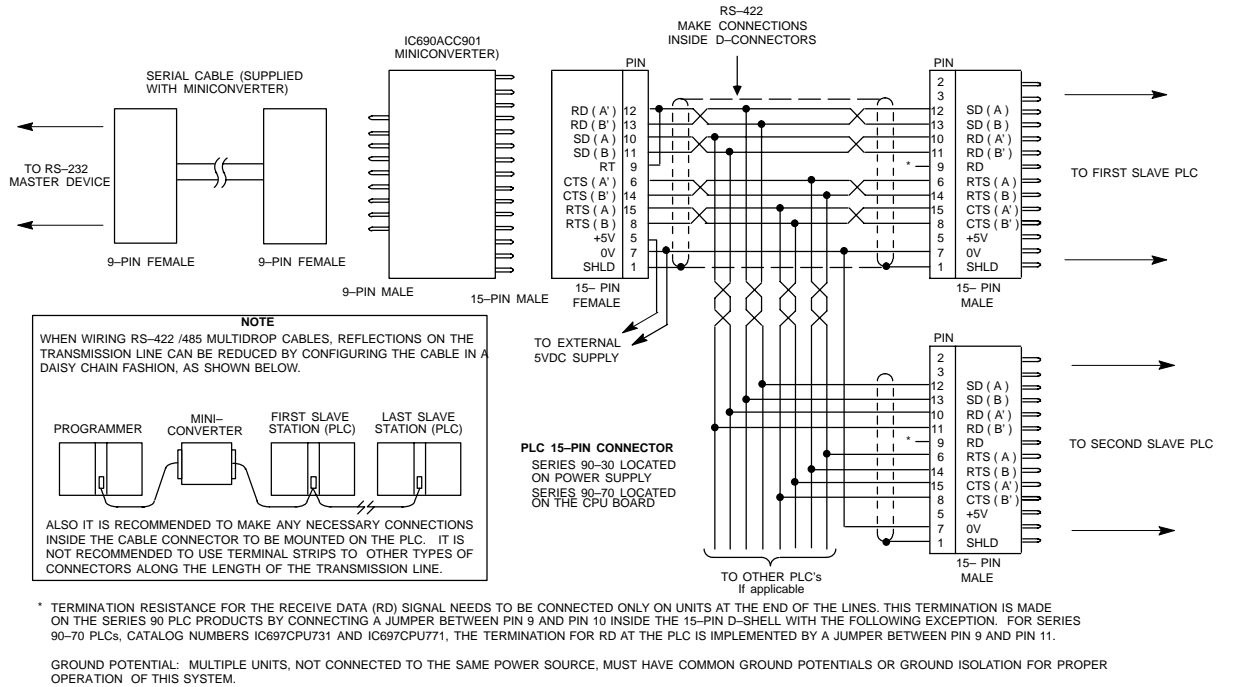 RS–422
MAKE CONNECTIONS
INSIDE D–CONNECTORS
IC690ACC901
MINICONVERTER)
SERIAL CABLE (SUPPLIED
WITH MINICONVERTER)
TO RS–232
MASTER DEVICE
9–PIN FEMALE
9–PIN FEMALE
9–PIN MALE
15–PIN MALE
PIN
RD ( A') 12
RD ( B') 13
SD ( A ) 10
SD ( B ) 11
RT 9
CTS ( A') 6
CTS ( B') 14
RTS ( A ) 15
RTS ( B ) 8
+5V 5
0V 7
SHLD 1
15– PIN
FEMALE
TO EXTERNAL
5VDC SUPPLY
PIN
2
3
12 SD ( A )
13 SD ( B )
10 RD ( A')
11 RD ( B')
* 9 RD
6 RTS ( A )
14 RTS ( B )
15 CTS ( A')
8 CTS ( B')
5 +5V
7 0V
1 SHLD
15– PIN
MALE
TO FIRST SLAVE PLC
PIN
2
3
12 SD ( A )
13 SD ( B )
10 RD ( A')
11 RD ( B')
* 9 RD
6 RTS ( A )
14 RTS ( B )
15 CTS ( A')
8 CTS ( B')
5 +5V
7 0V
1 SHLD
15– PIN
MALE
TO SECOND SLAVE PLC
NOTE
WHEN WIRING RS–422 /485 MULTIDROP CABLES, REFLECTIONS ON THE
TRANSMISSION LINE CAN BE REDUCED BY CONFIGURING THE CABLE IN A
DAISY CHAIN FASHION, AS SHOWN BELOW.
PROGRAMMER
MINI–
CONVERTER
FIRST SLAVE
STATION (PLC)
LAST SLAVE
STATION (PLC)
ALSO IT IS RECOMMENDED TO MAKE ANY NECESSARY CONNECTIONS
INSIDE THE CABLE CONNECTOR TO BE MOUNTED ON THE PLC. IT IS
NOT RECOMMENDED TO USE TERMINAL STRIPS TO OTHER TYPES OF
CONNECTORS ALONG THE LENGTH OF THE TRANSMISSION LINE.
PLC 15–PIN CONNECTOR
SERIES 90–30 LOCATED
ON POWER SUPPLY
SERIES 90–70 LOCATED
ON THE CPU BOARD
TO OTHER PLC's
If applicable
* TERMINATION RESISTANCE FOR THE RECEIVE DATA (RD) SIGNAL NEEDS TO BE CONNECTED ONLY ON UNITS AT THE END OF THE LINES. THIS TERMINATION IS MADE
ON THE SERIES 90 PLC PRODUCTS BY CONNECTING A JUMPER BETWEEN PIN 9 AND PIN 10 INSIDE THE 15–PIN D–SHELL WITH THE FOLLOWING EXCEPTION. FOR SERIES
90–70 PLCs, CATALOG NUMBERS IC697CPU731 AND IC697CPU771, THE TERMINATION FOR RD AT THE PLC IS IMPLEMENTED BY A JUMPER BETWEEN PIN 9 AND PIN 11.
GROUND POTENTIAL: MULTIPLE UNITS, NOT CONNECTED TO THE SAME POWER SOURCE, MUST HAVE COMMON GROUND POTENTIALS OR GROUND ISOLATION FOR PROPER
OPERATION OF THIS SYSTEM.